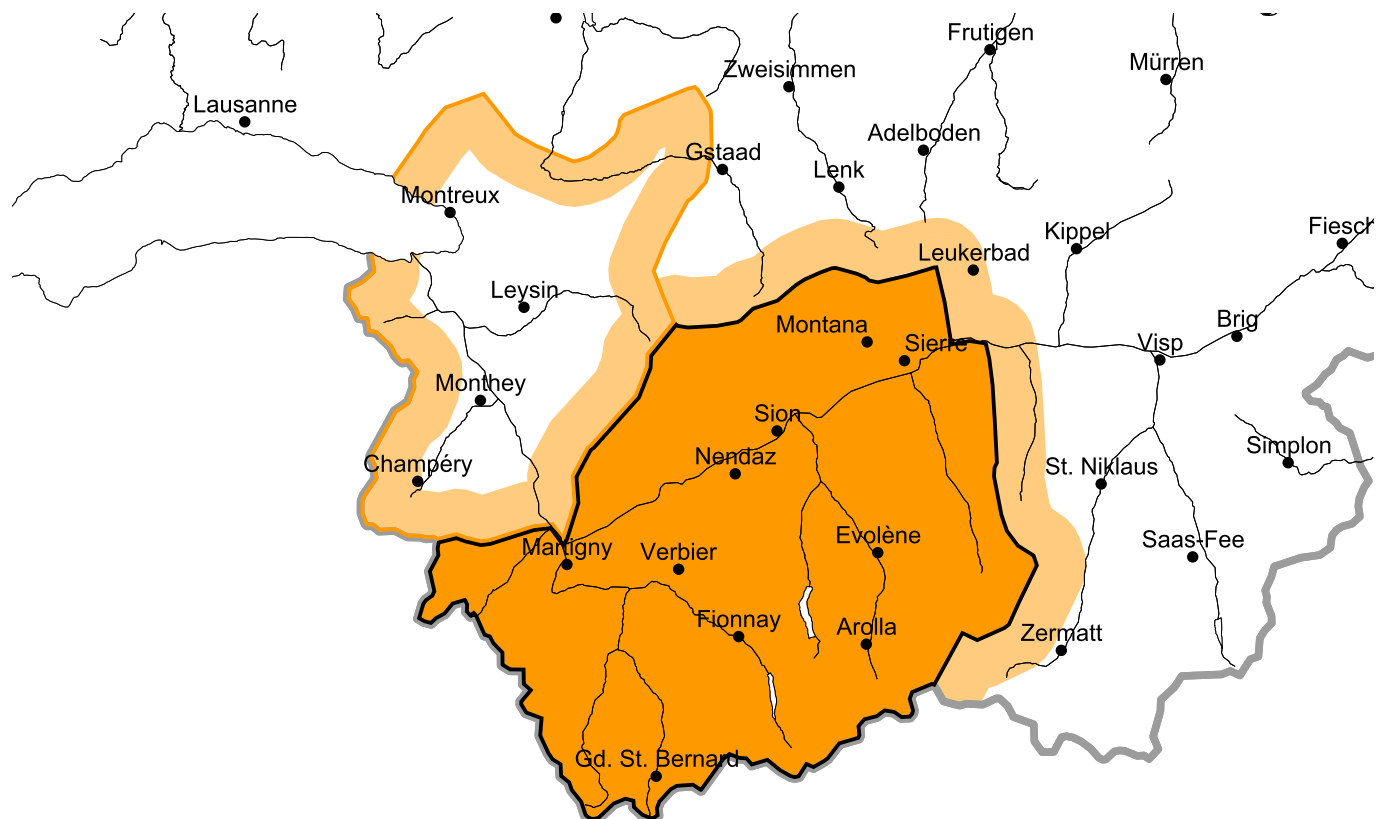 Frutigen
Mürren
Zweisimmen
Lausanne
Adelboden
Gstaad
Lenk
Montreux
Kippel
Fiesch
Leukerbad
Leysin
Brig
Montana
Sierre
Visp
Monthey
Sion
Simplon
Nendaz
Champéry
St. Niklaus
Evolène
Saas-Fee
Martigny
Verbier
Fionnay
Arolla
Zermatt
Gd. St. Bernard